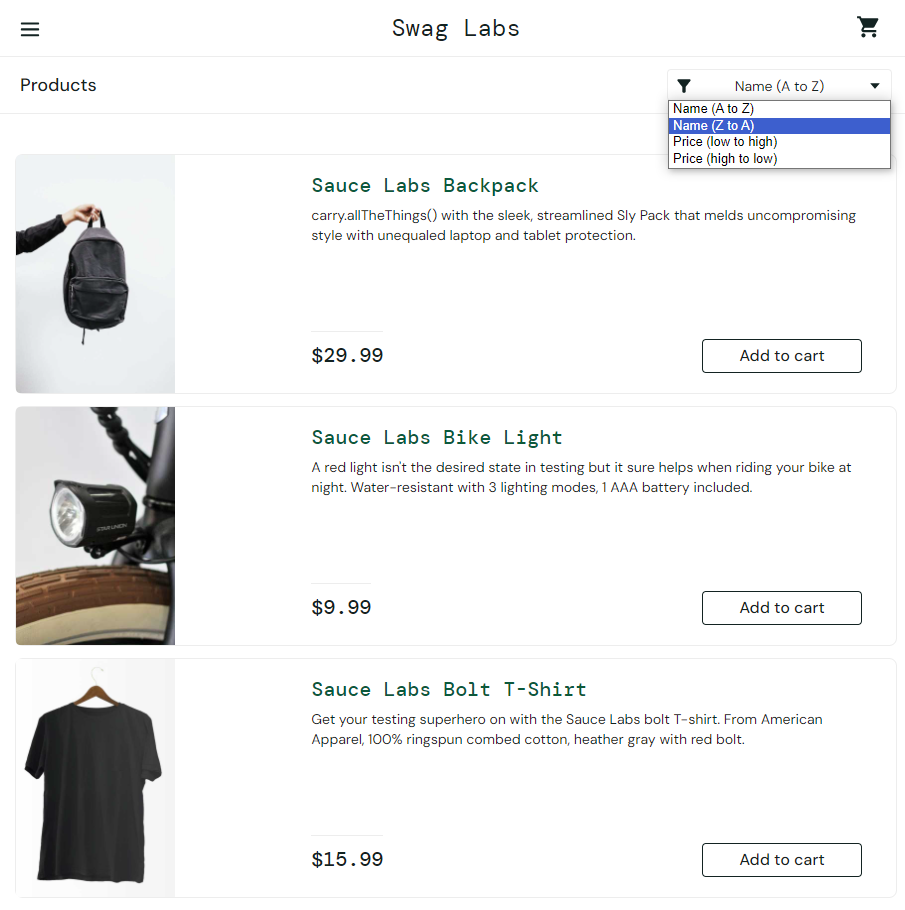 Swag Labs
Products
Name (A to Z)
Name (A to Z)
Name (Z to A)
Price (low to high)
Price (high to low)
Sauce Labs Backpack
carry.allTheThings() with the sleek, streamlined Sly Pack that melds uncompromising
style with unequaled laptop and tablet protection.
$29.99
Add to cart
Sauce Labs Bike Light
A red light isn't the desired state in testing but it sure helps when riding your bike at
night. Water-resistant with 3 lighting modes, 1 AAA battery included.
$9.99
Add to cart
Sauce Labs Bolt T-Shirt
Get your testing superhero on with the Sauce Labs bolt T-shirt. From American
Apparel, 100% ringspun combed cotton, heather gray with red bolt.
$15.99
Add to cart